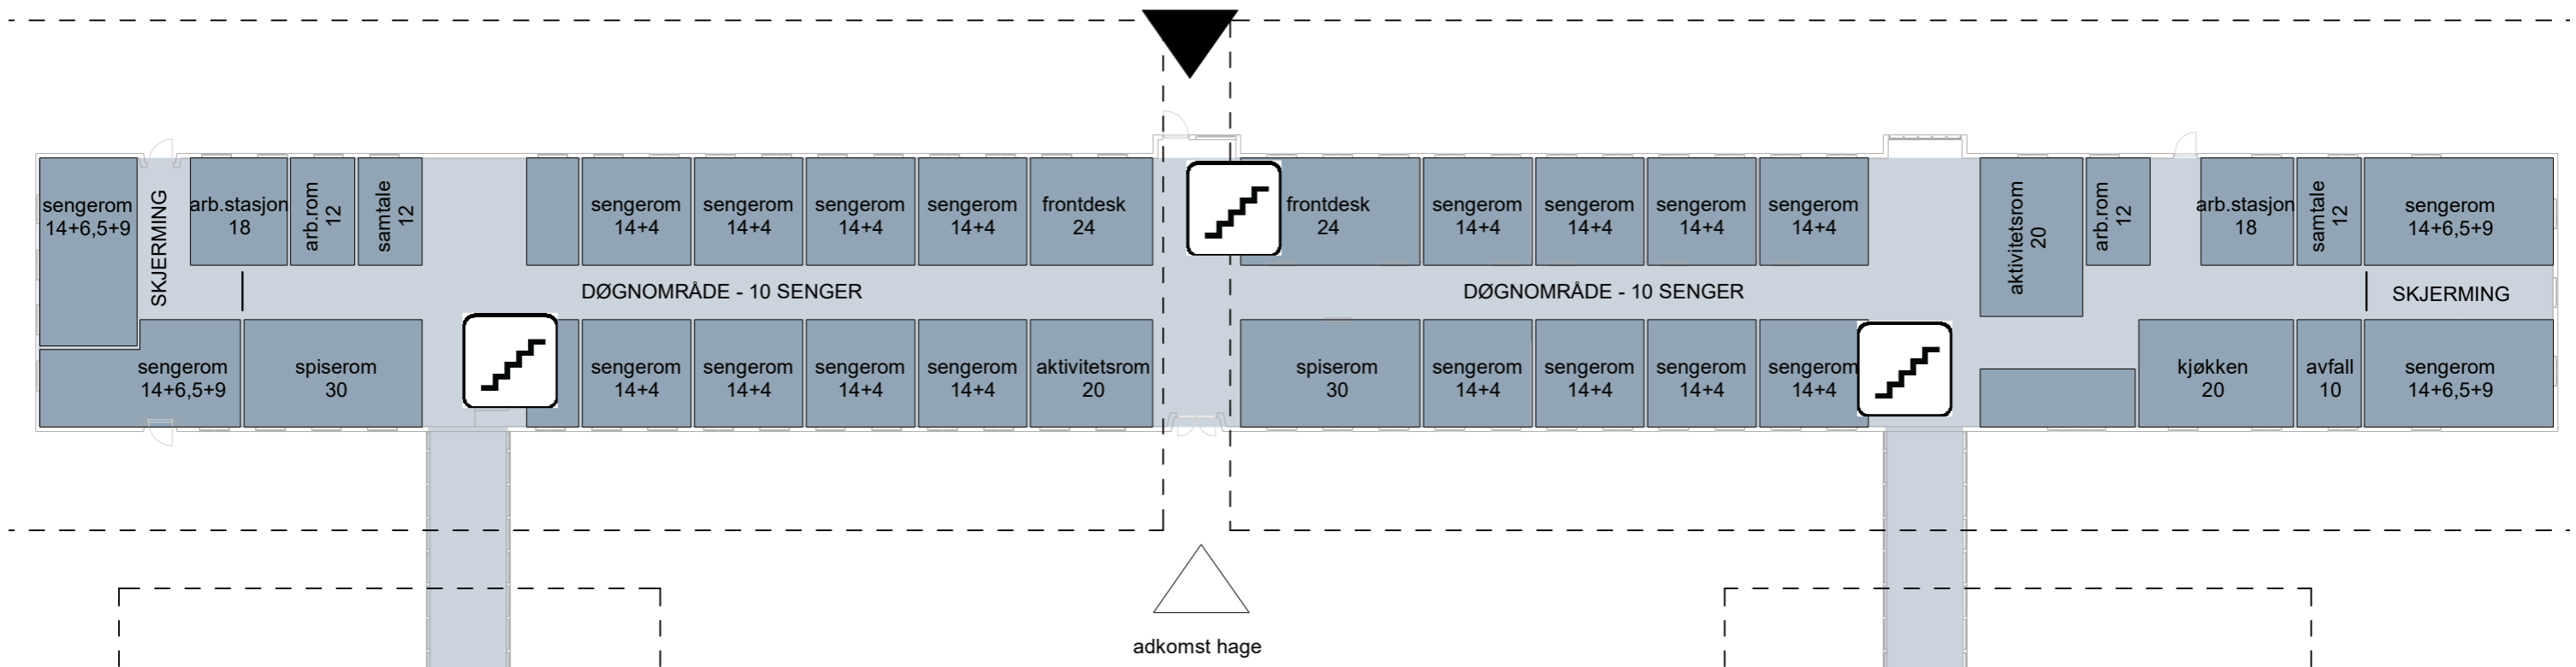 sengerom
14+6,5+9
SKJERMING
arb.stasjon
18
arb.rom
12
samtale
12
sengerom
14+4
sengerom
14+4
sengerom
14+4
sengerom
14+4
frontdesk
24
frontdesk
24
sengerom
14+4
sengerom
14+4
sengerom
14+4
sengerom
14+4
aktivitetsrom
20
arb.rom
12
arb.stasjon
18
samtale
12
sengerom
14+6,5+9
DØGNOMRÅDE - 10 SENGER
DØGNOMRÅDE - 10 SENGER
SKJERMING
sengerom
14+6,5+9
spiserom
30
sengerom
14+4
sengerom
14+4
sengerom
14+4
sengerom
14+4
aktivitetsrom
20
spiserom
30
sengerom
14+4
sengerom
14+4
sengerom
14+4
sengerom
14+4
kjøkken
20
avfall
10
sengerom
14+6,5+9
adkomst hage